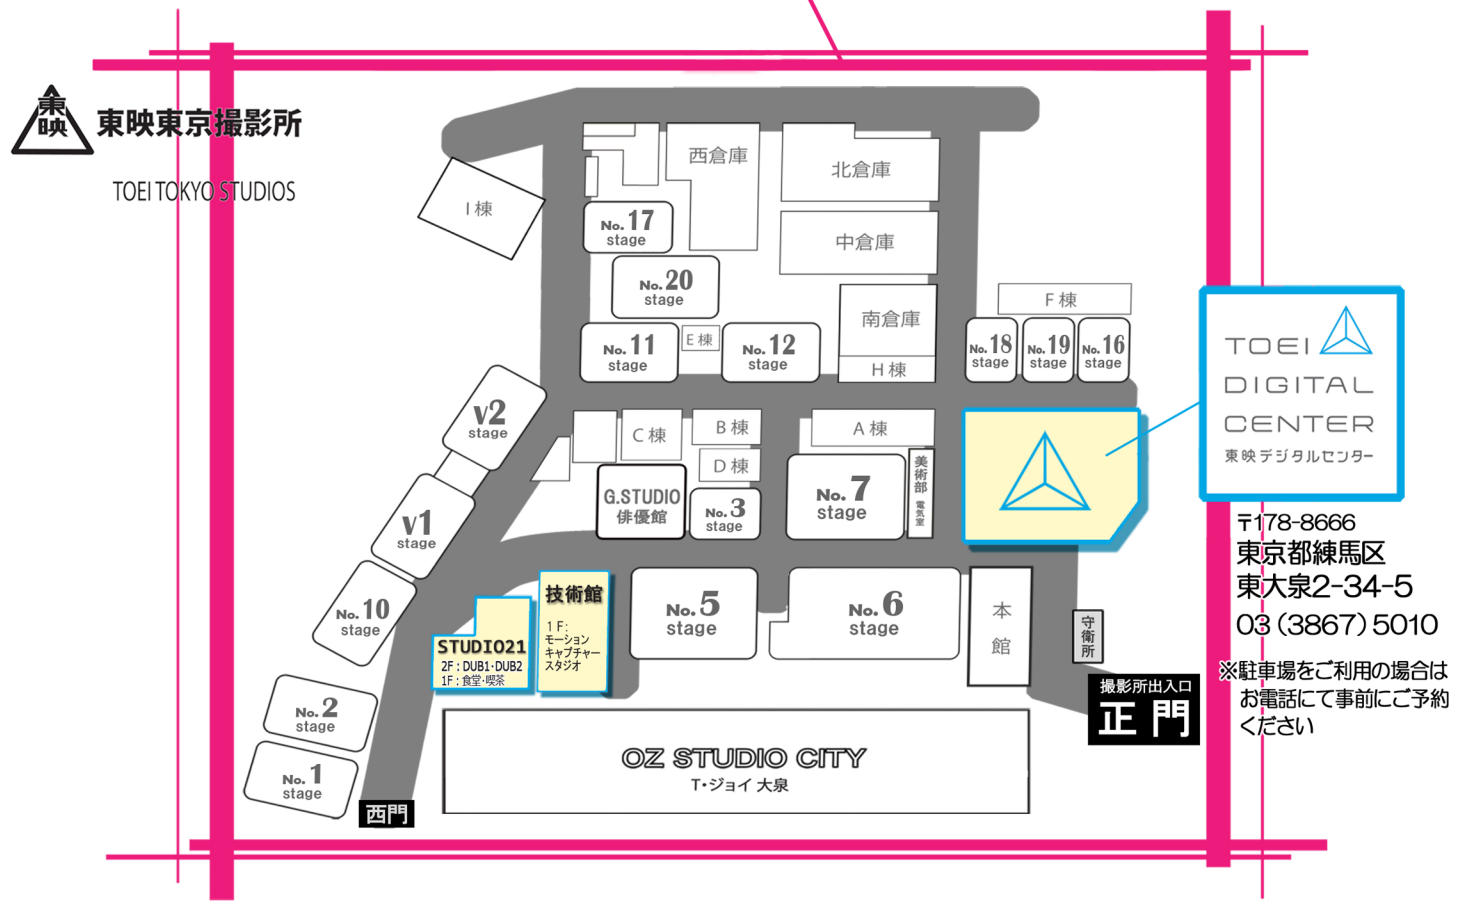 東映
東映東京撮影所
TOEI TOKYO STUDIOS
I 棟
西倉庫
北倉庫
No. 17
stage
中倉庫
No. 20
stage
南倉庫
F 棟
No. 11
stage
E 棟
No. 12
stage
H 棟
No. 18
stage
No. 19
stage
No. 16
stage
TOEI
DIGITAL
CENTER
東映デジタルセンター
V2
stage
C 棟
B 棟
D 棟
A 棟
美術部
電気室
G.STUDIO
俳優館
No. 3
stage
No. 7
stage
V1
stage
〒178-8666
東京都練馬区
東大泉2-34-5
03(3867)5010
※駐車場をご利用の場合は
お電話にて事前にご予約
ください
No. 10
stage
STUDIO21
2F：DUB1・DUB2
1F：食堂・喫茶
技術館
1F：
モーション
キャプチャー
スタジオ
No. 5
stage
No. 6
stage
本館
守衛所
撮影所出入口
正門
No. 2
stage
No. 1
stage
西門
OZ STUDIO CITY
T・ジョイ 大泉